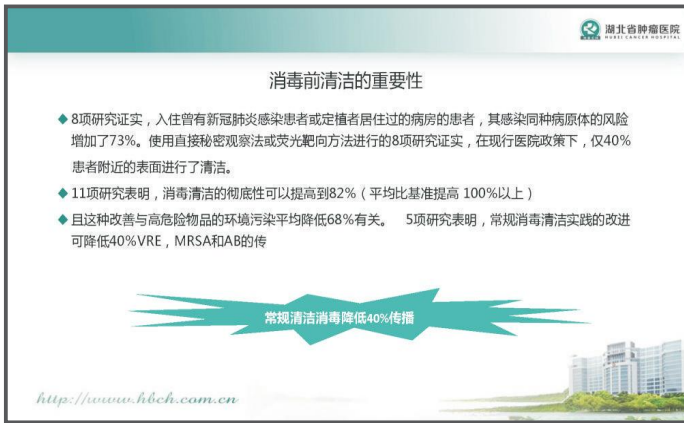 湖北省肿瘤医院
HUBEI CANCER HOSPITAL
消毒前清洁的重要性
8项研究证实，入住曾有新冠肺炎感染患者或定植者居住过的病房的患者，其感染同种病原体的风险
增加了73%。使用直接秘密观察法或荧光靶向方法进行的8项研究证实，在现行医院政策下，仅40%
患者附近的表面进行了清洁。
11项研究表明，消毒清洁的彻底性可以提高到82%（平均比基准提高 100%以上）
且这种改善与高危险物品的环境污染平均降低68%有关。 5项研究表明，常规消毒清洁实践的改进
可降低40%VRE，MRSA和AB的传
常规清洁消毒降低40%传播
http://www.hbch.com.cn